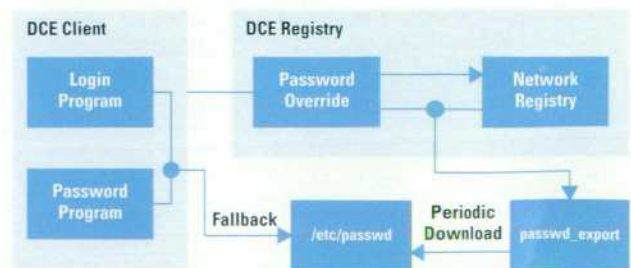 DCE Client
DCE Registry
Login
Program
Password
Override
Network
Registry
Password
Program
Fallback
/etc/passwd
Periodic
Download
passwd_export